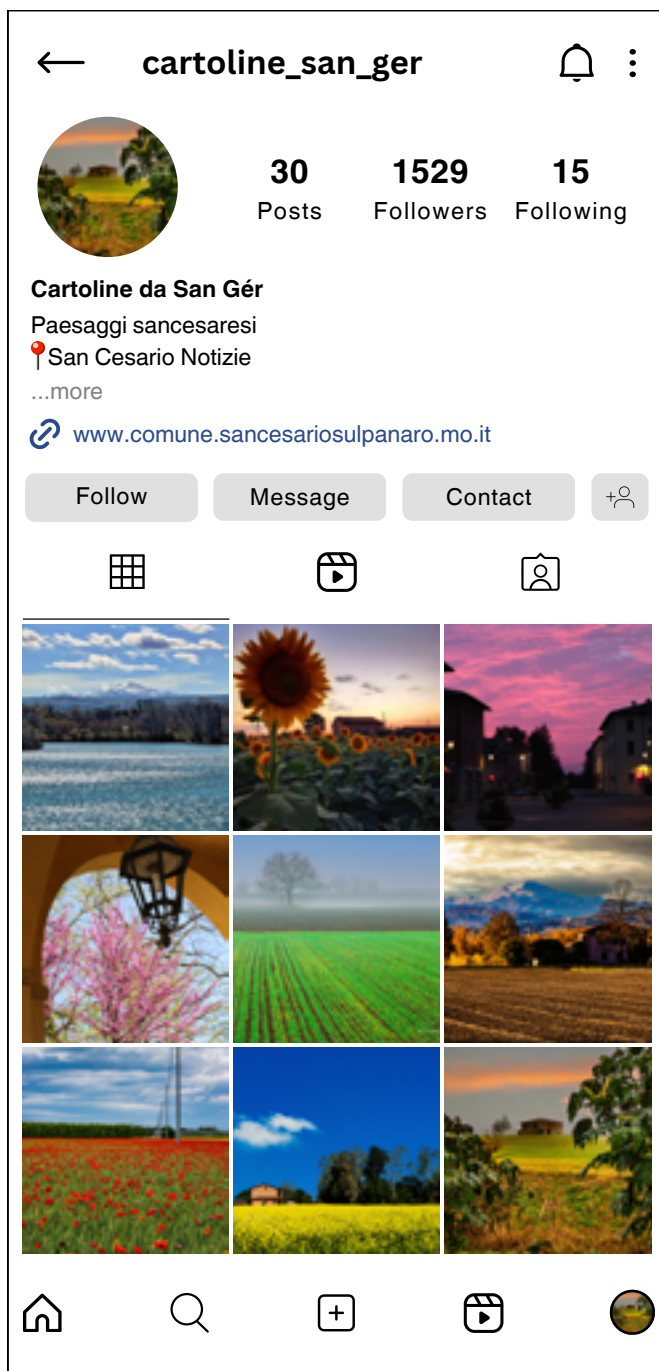 cartoline_san_ger
30 1529 15
Posts Followers Following
Cartoline da San Gér
Paesaggi sancesaresi
📍San Cesario Notizie
...more
www.comune.sancesariosulpanaro.mo.it
Follow Message Contact